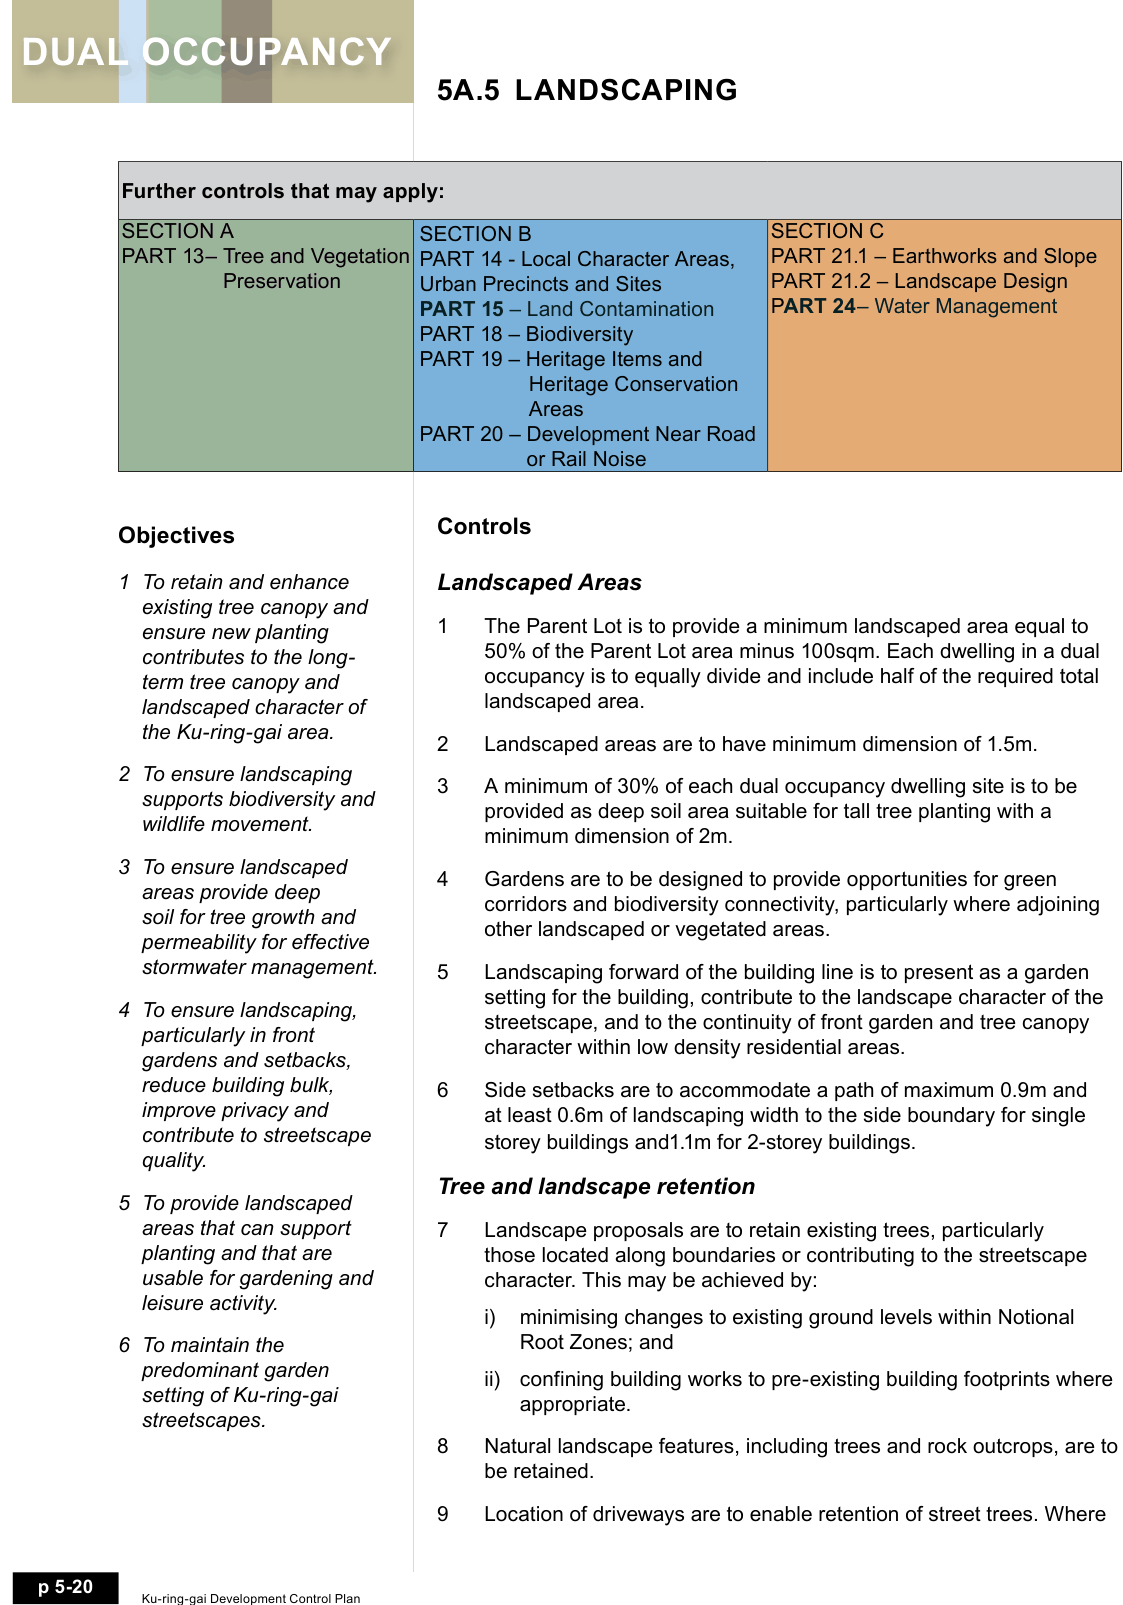 DUAL OCCUPANCY
5A.5 LANDSCAPING
Further controls that may apply:
SECTION A
PART 13– Tree and Vegetation
Preservation
SECTION B
PART 14 - Local Character Areas,
Urban Precincts and Sites
PART 15 – Land Contamination
PART 18 – Biodiversity
PART 19 – Heritage Items and
Heritage Conservation
Areas
PART 20 – Development Near Road
or Rail Noise
SECTION C
PART 21.1 – Earthworks and Slope
PART 21.2 – Landscape Design
PART 24– Water Management
Objectives
1 To retain and enhance
existing tree canopy and
ensure new planting
contributes to the long-
term tree canopy and
landscaped character of
the Ku-ring-gai area.
2 To ensure landscaping
supports biodiversity and
wildlife movement.
3 To ensure landscaped
areas provide deep
soil for tree growth and
permeability for effective
stormwater management.
4 To ensure landscaping,
particularly in front
gardens and setbacks,
reduce building bulk,
improve privacy and
contribute to streetscape
quality.
5 To provide landscaped
areas that can support
planting and that are
usable for gardening and
leisure activity.
6 To maintain the
predominant garden
setting of Ku-ring-gai
streetscapes.
Controls
Landscaped Areas
1 The Parent Lot is to provide a minimum landscaped area equal to
50% of the Parent Lot area minus 100sqm. Each dwelling in a dual
occupancy is to equally divide and include half of the required total
landscaped area.
2 Landscaped areas are to have minimum dimension of 1.5m.
3 A minimum of 30% of each dual occupancy dwelling site is to be
provided as deep soil area suitable for tall tree planting with a
minimum dimension of 2m.
4 Gardens are to be designed to provide opportunities for green
corridors and biodiversity connectivity, particularly where adjoining
other landscaped or vegetated areas.
5 Landscaping forward of the building line is to present as a garden
setting for the building, contribute to the landscape character of the
streetscape, and to the continuity of front garden and tree canopy
character within low density residential areas.
6 Side setbacks are to accommodate a path of maximum 0.9m and
at least 0.6m of landscaping width to the side boundary for single
storey buildings and1.1m for 2-storey buildings.
Tree and landscape retention
7 Landscape proposals are to retain existing trees, particularly
those located along boundaries or contributing to the streetscape
character. This may be achieved by:
i) minimising changes to existing ground levels within Notional
Root Zones; and
ii) confining building works to pre-existing building footprints where
appropriate.
8 Natural landscape features, including trees and rock outcrops, are to
be retained.
9 Location of driveways are to enable retention of street trees. Where
p 5-20
Ku-ring-gai Development Control Plan